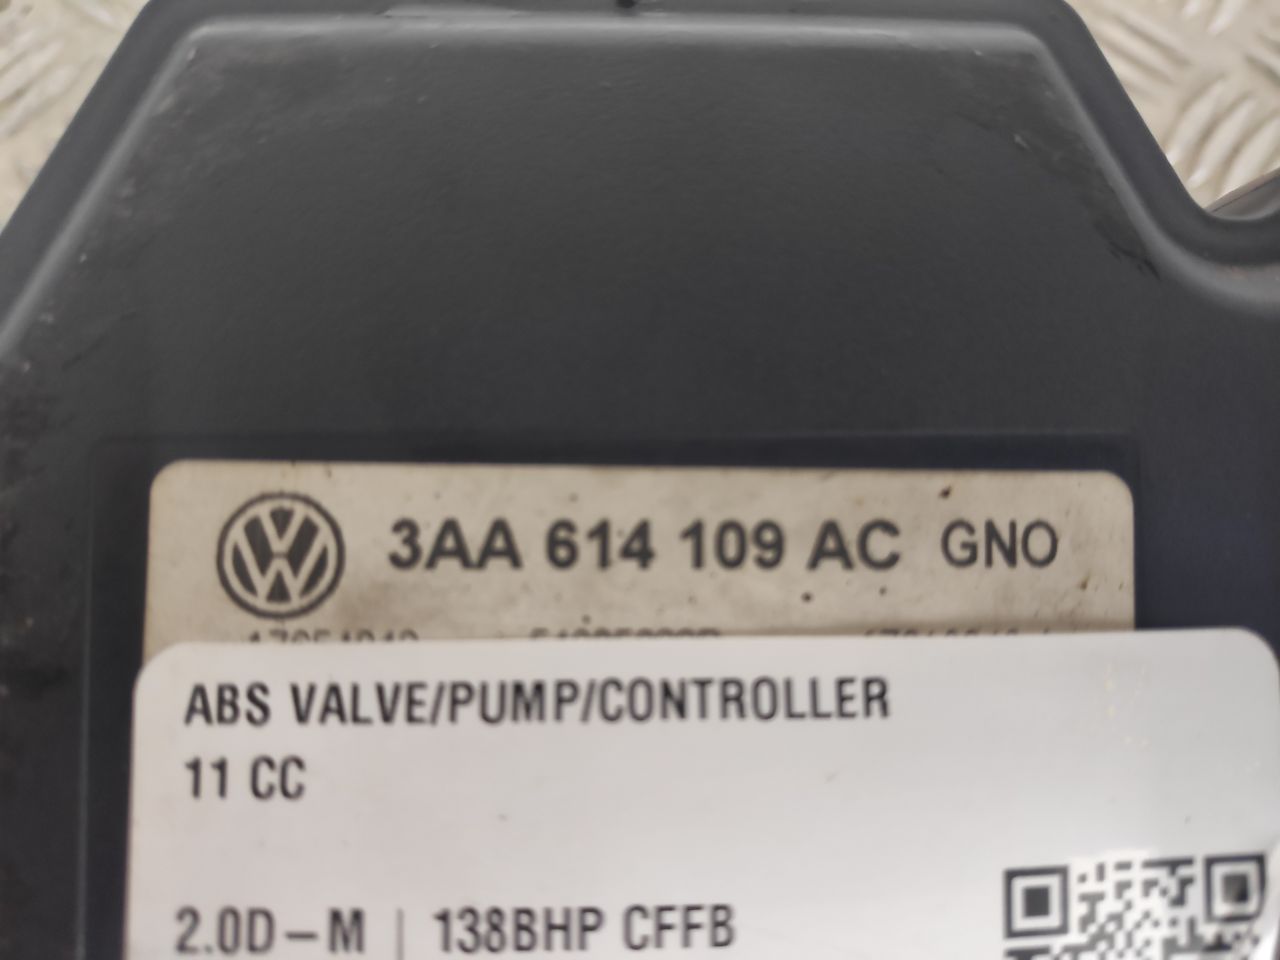 3AA 614 109 AC GNO
ABS VALVE/PUMP/CONTROLLER
11 CC
2.0D-M | 138BHP CFFB